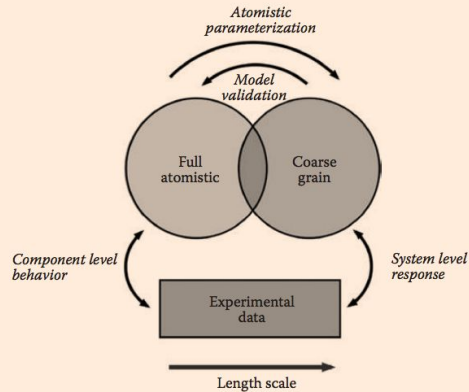 Atomistic
parameterization
Model
validation
Full
atomistic
Coarse
grain
Component level
behavior
System level
response
Experimental
data
Length scale